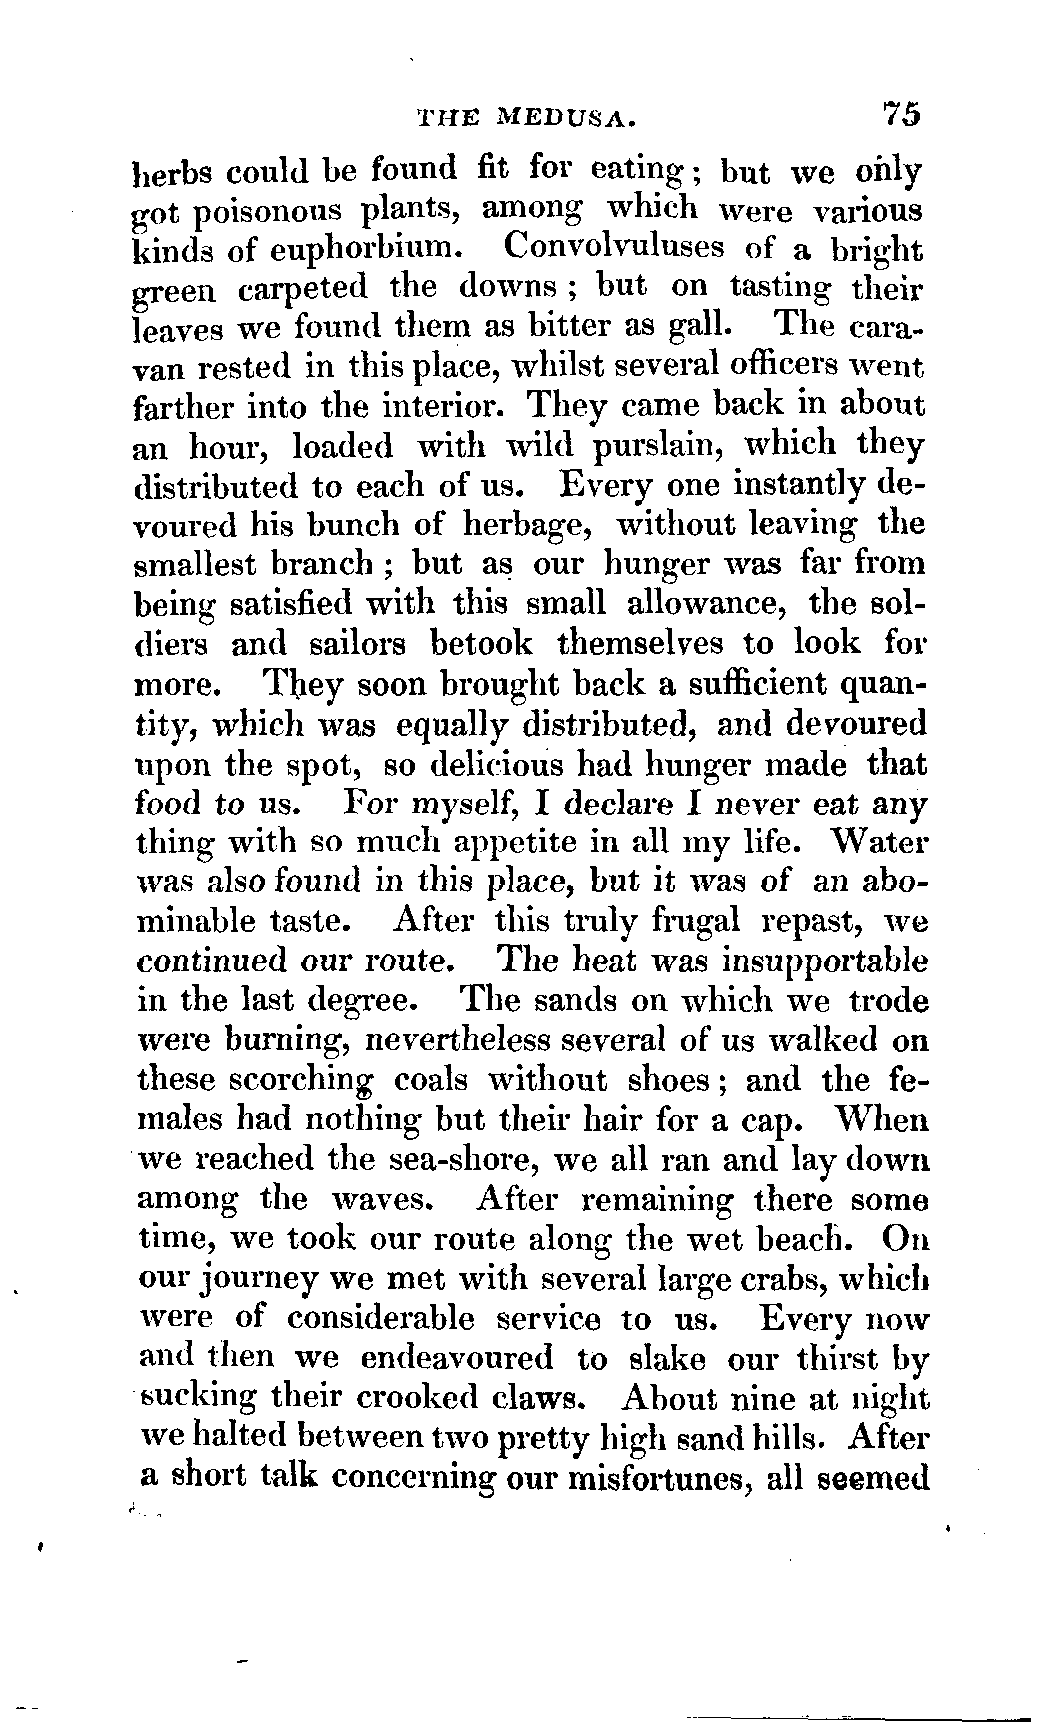 THE MEDUSA. 75
herbs could be found fit for eating; but we only
got poisonous plants, among which were various
kinds of euphorbium. Convolvuluses of a bright
green carpeted the downs; but on tasting their
leaves we found them as bitter as gall. The cara-
van rested in this place, whilst several officers went
farther into the interior. They came back in about
an hour, loaded with wild purslain, which they
distributed to each of us. Every one instantly de-
voured his bunch of herbage, without leaving the
smallest branch; but as our hunger was far from
being satisfied with this small allowance, the sol-
diers and sailors betook themselves to look for
more. They soon brought back a sufficient quan-
tity, which was equally distributed, and devoured
upon the spot, so delicious had hunger made that
food to us. For myself, I declare I never eat any
thing with so much appetite in all my life. Water
was also found in this place, but it was of an abo-
minable taste. After this truly frugal repast, we
continued our route. The heat was insupportable
in the last degree. The sands on which we trode
were burning, nevertheless several of us walked on
these scorching coals without shoes; and the fe-
males had nothing but their hair for a cap. When
we reached the sea-shore, we all ran and lay down
among the waves. After remaining there some
time, we took our route along the wet beach. On
our journey we met with several large crabs, which
were of considerable service to us. Every now
and then we endeavoured to slake our thirst by
sucking their crooked claws. About nine at night
we halted between two pretty high sand hills. After
a short talk concerning our misfortunes, all seemed